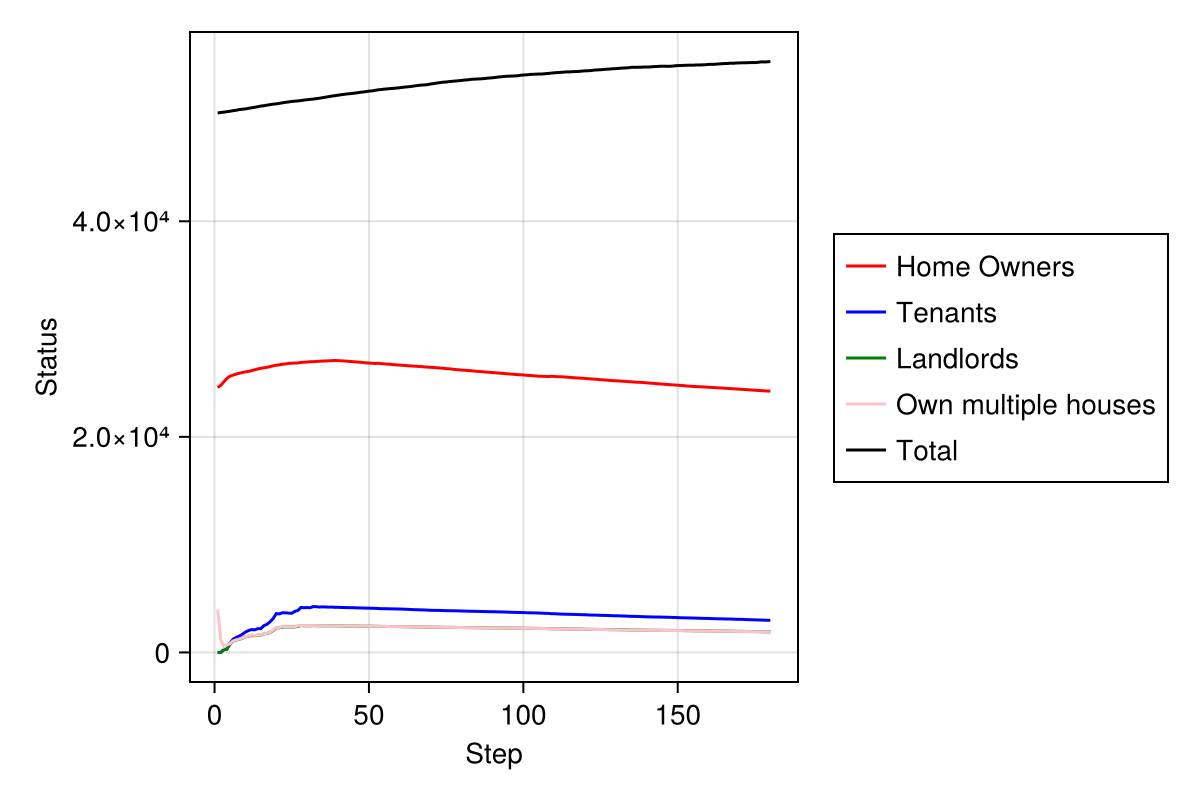 4.0×10⁴
2.0×10⁴
0
Status
0 50 100 150
Step
Home Owners
Tenants
Landlords
Own multiple houses
Total